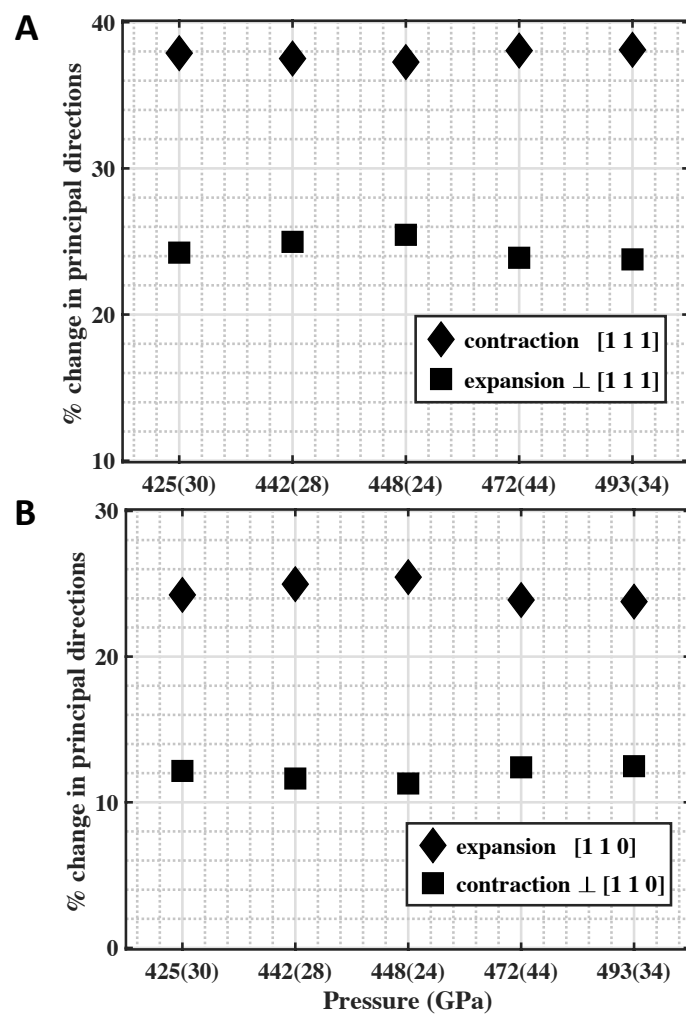 A
% change in principal directions
40
30
20
10
contraction [1 1 1]
expansion ⊥ [1 1 1]
425(30) 442(28) 448(24) 472(44) 493(34)
B
% change in principal directions
30
20
10
0
expansion [1 1 0]
contraction ⊥ [1 1 0]
425(30) 442(28) 448(24) 472(44) 493(34)
Pressure (GPa)